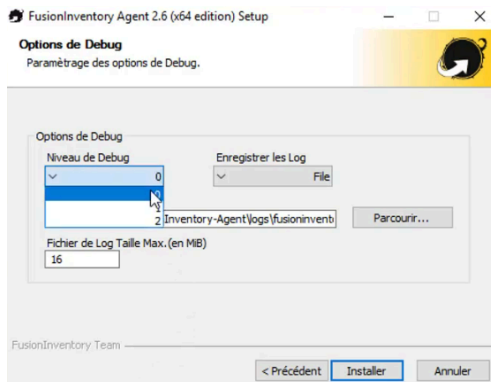 FusionInventory Agent 2.6 (x64 edition) Setup
Options de Debug
Paramètrage des options de Debug.
Options de Debug
Niveau de Debug
Enregistrer les Log
0
File
0
1
2
Inventory-Agent\logs\fusioninvent
Parcourir...
Fichier de Log Taille Max.(en MiB)
16
FusionInventory Team
< Précédent
Installer
Annuler